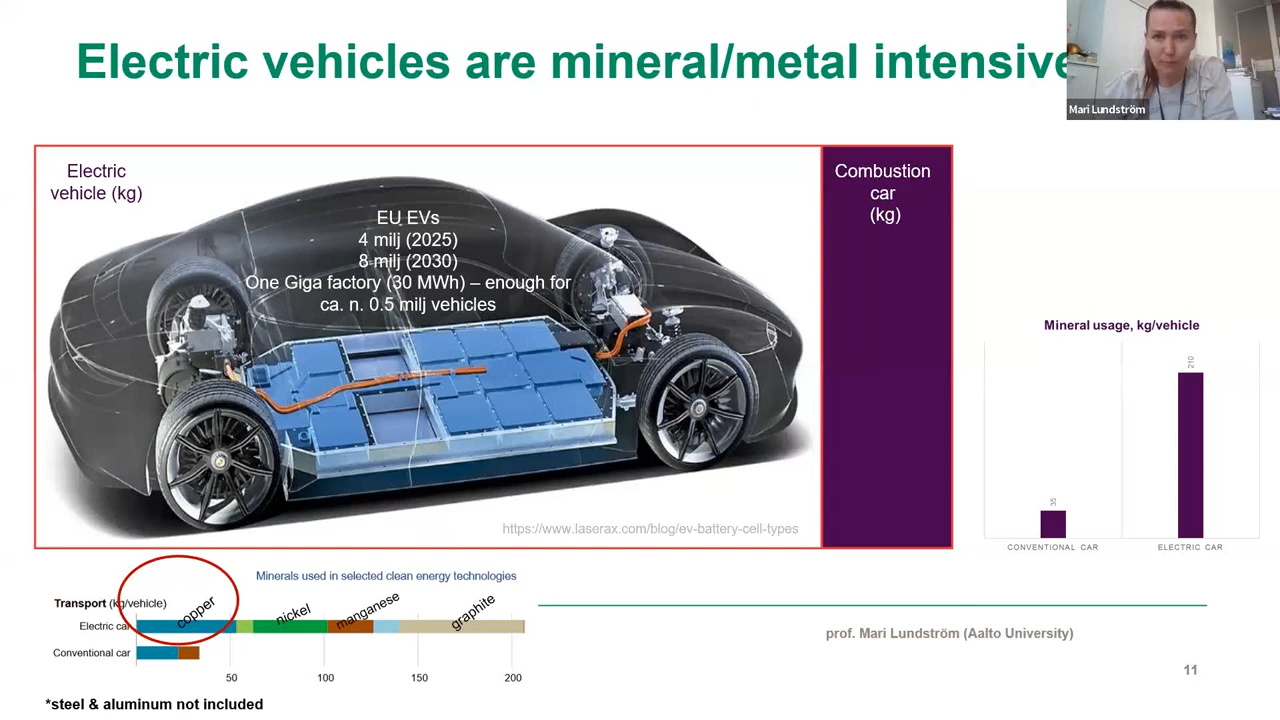 Electric vehicles are mineral/metal intensive
Mari Lundström
Electric
vehicle (kg)
EU EVs
4 milj (2025)
8 milj (2030)
One Giga factory (30 MWh) – enough for
ca. n. 0.5 milj vehicles
Combustion
car
(kg)
https://www.laserax.com/blog/ev-battery-cell-types
Mineral usage, kg/vehicle
35
210
CONVENTIONAL CAR
ELECTRIC CAR
Minerals used in selected clean energy technologies
Transport (kg/vehicle)
copper
nickel
manganese
graphite
Electric car
Conventional car
50
100
150
200
*steel & aluminum not included
prof. Mari Lundström (Aalto University)
11